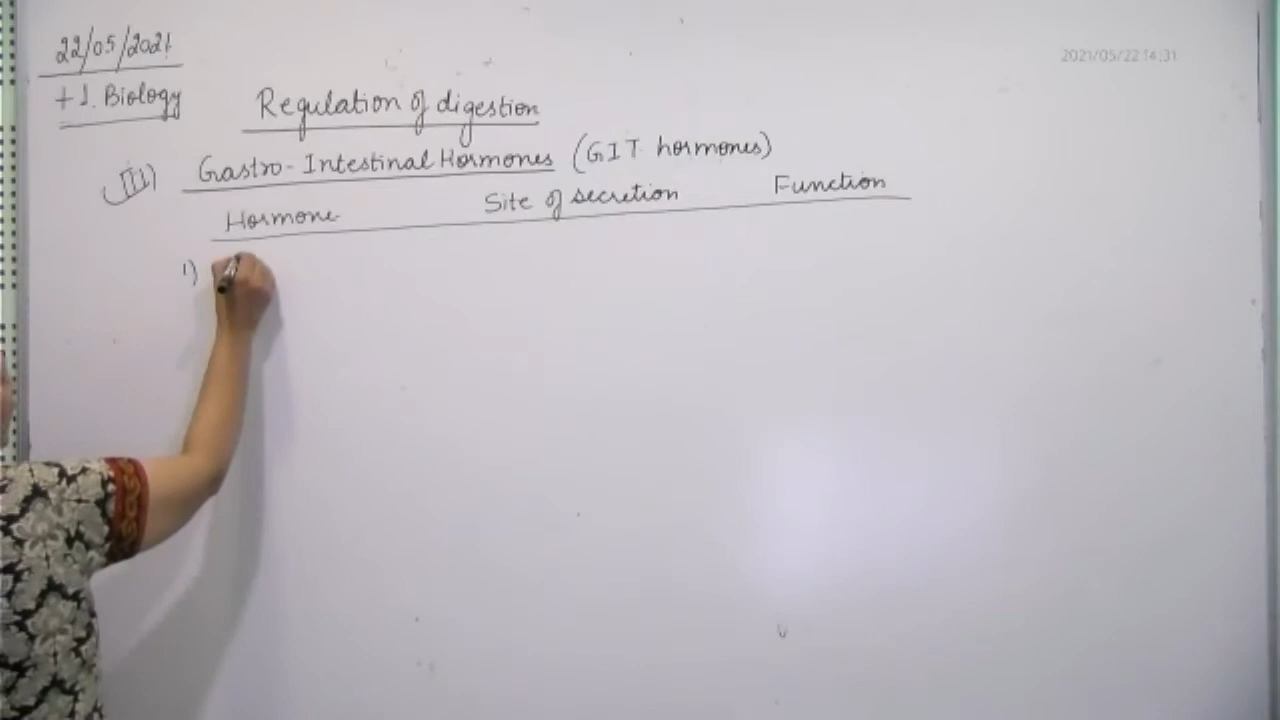 22/05/2021
2021/05/22 14:31
+1. Biology
Regulation of digestion
III) Gastro-Intestinal Hormones (GIT hormones)
Hormone Site of secretion Function
1)